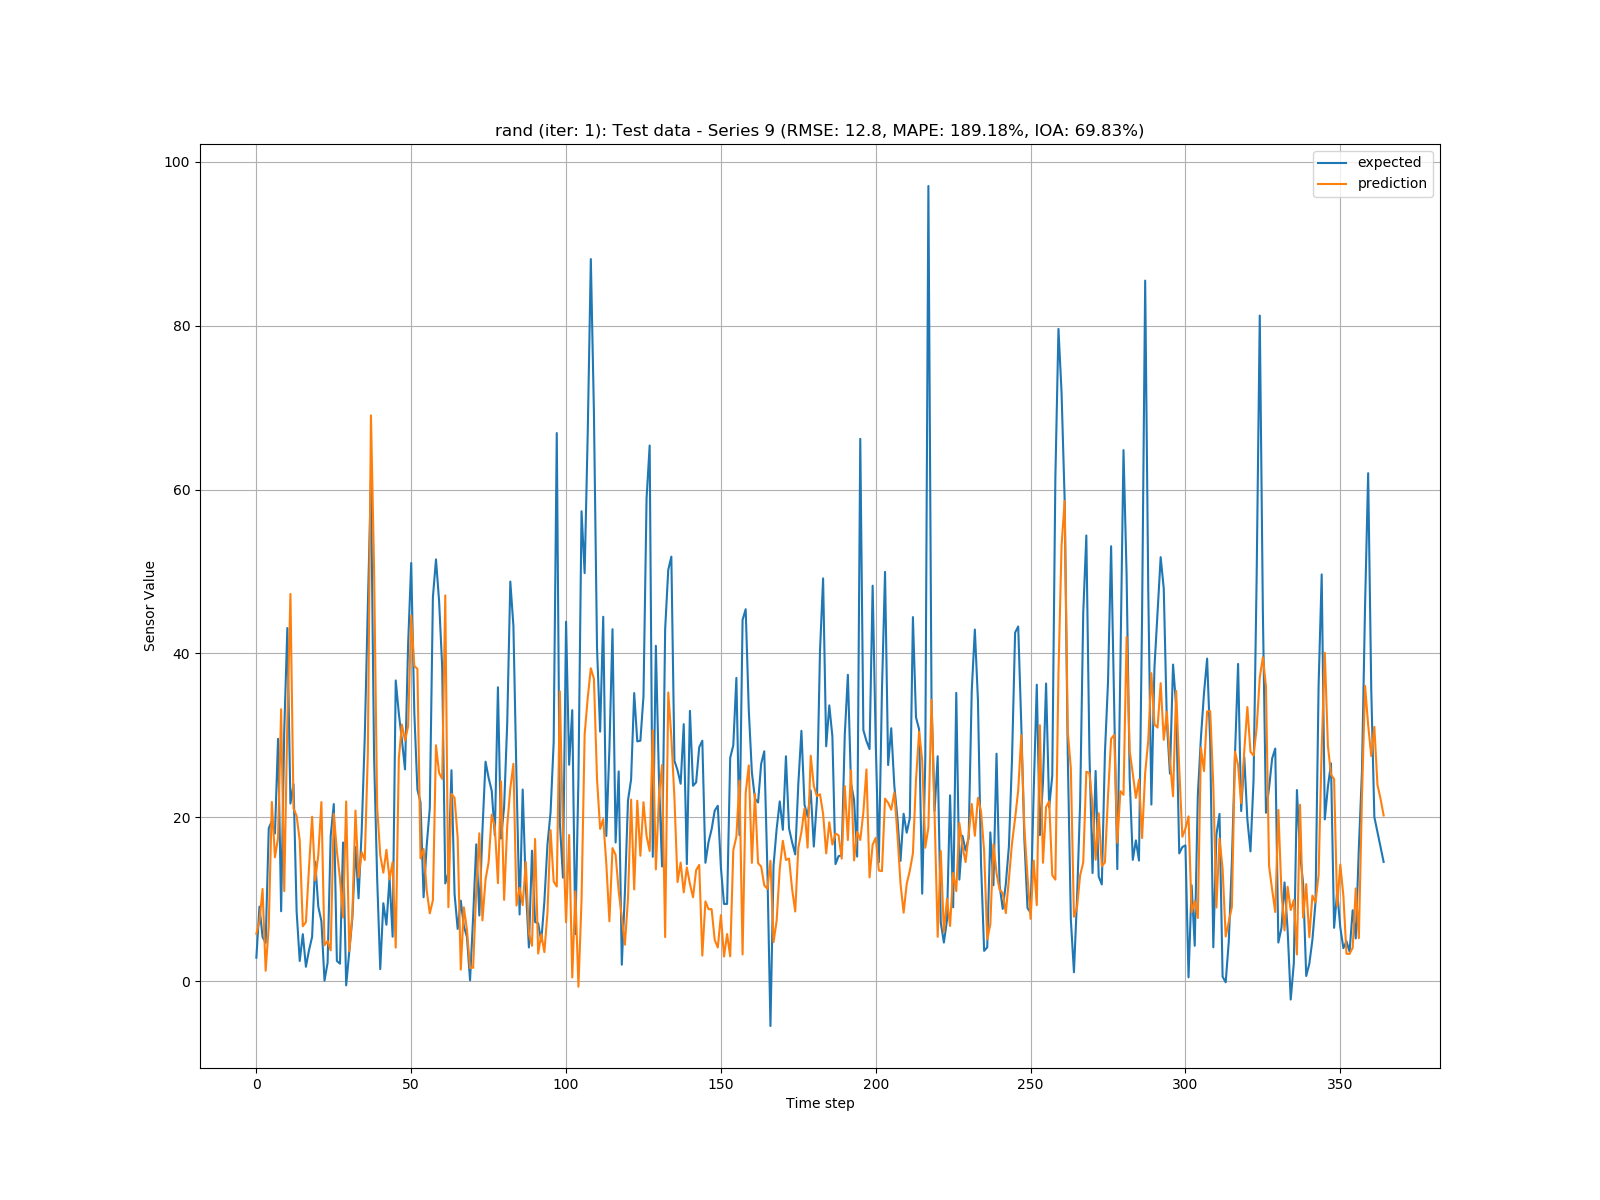 rand (iter: 1): Test data - Series 9 (RMSE: 12.8, MAPE: 189.18%, IOA: 69.83%)
expected
prediction
100
80
60
40
20
0
Sensor Value
0 50 100 150 200 250 300 350
Time step